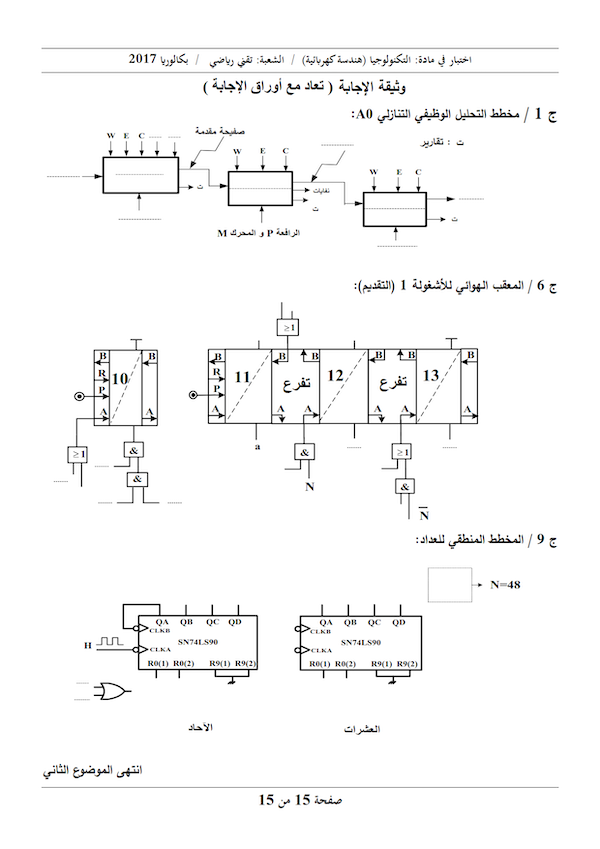 اختبار في مادة: التكنولوجيا (هندسة كهربائية) / الشعبة: تقني رياضي / بكالوريا 2017
وثيقة الإجابة ( تعاد مع أوراق الإجابة )
ج 1 / مخطط التحليل الوظيفي التنازلي A0:
ت : تقارير
W E C ...... ......
صفيحة مقدمة
ت
W E C
نفايات
ت
الرافعة P و المحرك M
W E C
ت
ج 6 / المعقب الهوائي للأشغولة 1 (التقديم):
≥1
B B
R
P
A A
10
≥1
&
&
B B B B B B
R
P
A A A A A A
11 تفرع 12 تفرع 13
a
&
N
≥1
&
N̅
ج 9 / المخطط المنطقي للعداد:
N=48
QA QB QC QD
CLKB
SN74LS90
H
CLKA
R0(1) R0(2) R9(1) R9(2)
QA QB QC QD
CLKB
SN74LS90
CLKA
R0(1) R0(2) R9(1) R9(2)
الآحاد
العشرات
انتهى الموضوع الثاني
صفحة 15 من 15